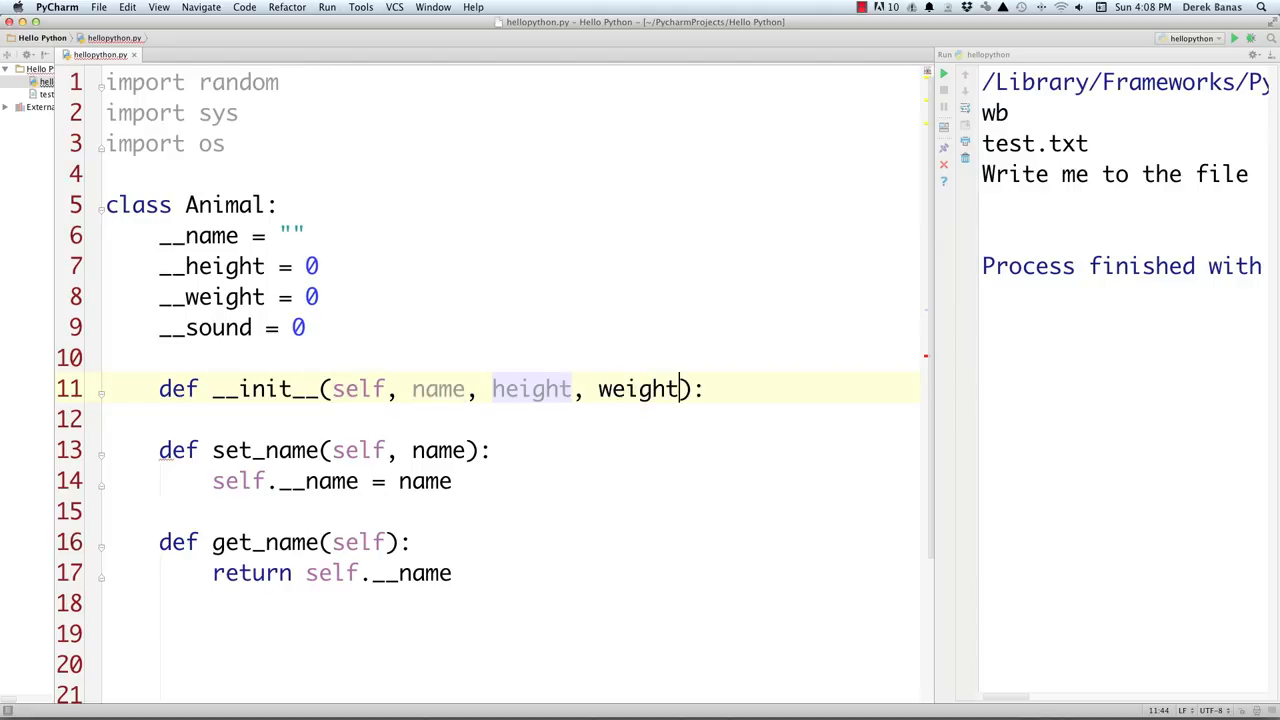 PyCharm File Edit View Navigate Code Refactor Run Tools VCS Window Help 10 Sun 4:08 PM Derek Banas
hellopython.py - Hello Python - [~/PycharmProjects/Hello Python]
Hello Python hellopython.py hellopython
hellopython.py Run hellopython
Hello P
hell
test
Externa
1 import random
2 import sys
3 import os
4
5 class Animal:
6 __name = ""
7 __height = 0
8 __weight = 0
9 __sound = 0
10
11 def __init__(self, name, height, weight):
12
13 def set_name(self, name):
14 self.__name = name
15
16 def get_name(self):
17 return self.__name
18
19
20
21
/Library/Frameworks/Py
wb
test.txt
Write me to the file
Process finished with
11:44 LF UTF-8